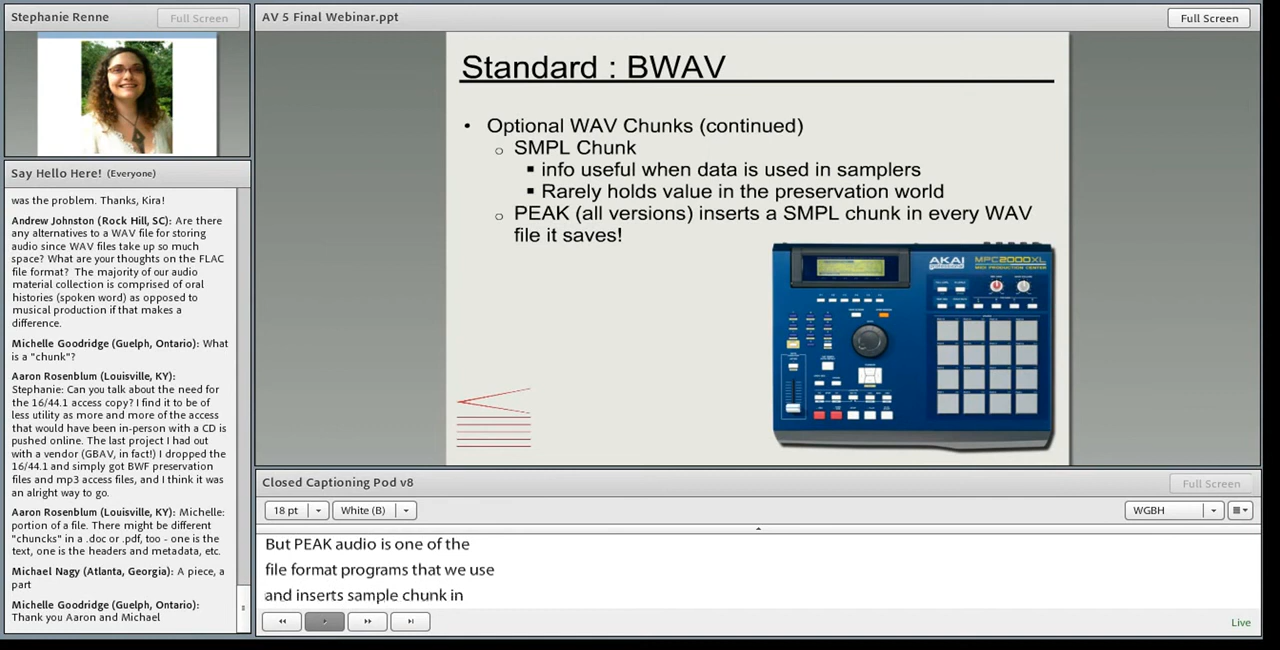 Stephanie Renne
Full Screen
Say Hello Here! (Everyone)
was the problem. Thanks, Kira!
Andrew Johnston (Rock Hill, SC): Are there
any alternatives to a WAV file for storing
audio since WAV files take up so much
space? What are your thoughts on the FLAC
file format?  The majority of our audio
material collection is comprised of oral
histories (spoken word) as opposed to
musical production if that makes a
difference.
Michelle Goodridge (Guelph, Ontario): What
is a "chunk"?
Aaron Rosenblum (Louisville, KY):
Stephanie: Can you talk about the need for
the 16/44.1 access copy? I find it to be of
less utility as more and more of the access
that would have been in-person with a CD is
pushed online. The last project I had out
with a vendor (GBAV, in fact!) I dropped the
16/44.1 and simply got BWF preservation
files and mp3 access files, and I think it was
an alright way to go.
Aaron Rosenblum (Louisville, KY): Michelle:
portion of a file. There might be different
"chuncks" in a .doc or .pdf, too - one is the
text, one is the headers and metadata, etc.
Michael Nagy (Atlanta, Georgia): A piece, a
part
Michelle Goodridge (Guelph, Ontario):
Thank you Aaron and Michael
AV 5 Final Webinar.ppt
Full Screen
Standard : BWAV
• Optional WAV Chunks (continued)
o SMPL Chunk
▪ info useful when data is used in samplers
▪ Rarely holds value in the preservation world
o PEAK (all versions) inserts a SMPL chunk in every WAV
file it saves!
AKAI
professional
MPC2000XL
MIDI PRODUCTION CENTER
Closed Captioning Pod v8
Full Screen
18 pt
White (B)
WGBH
But PEAK audio is one of the
file format programs that we use
and inserts sample chunk in
Live